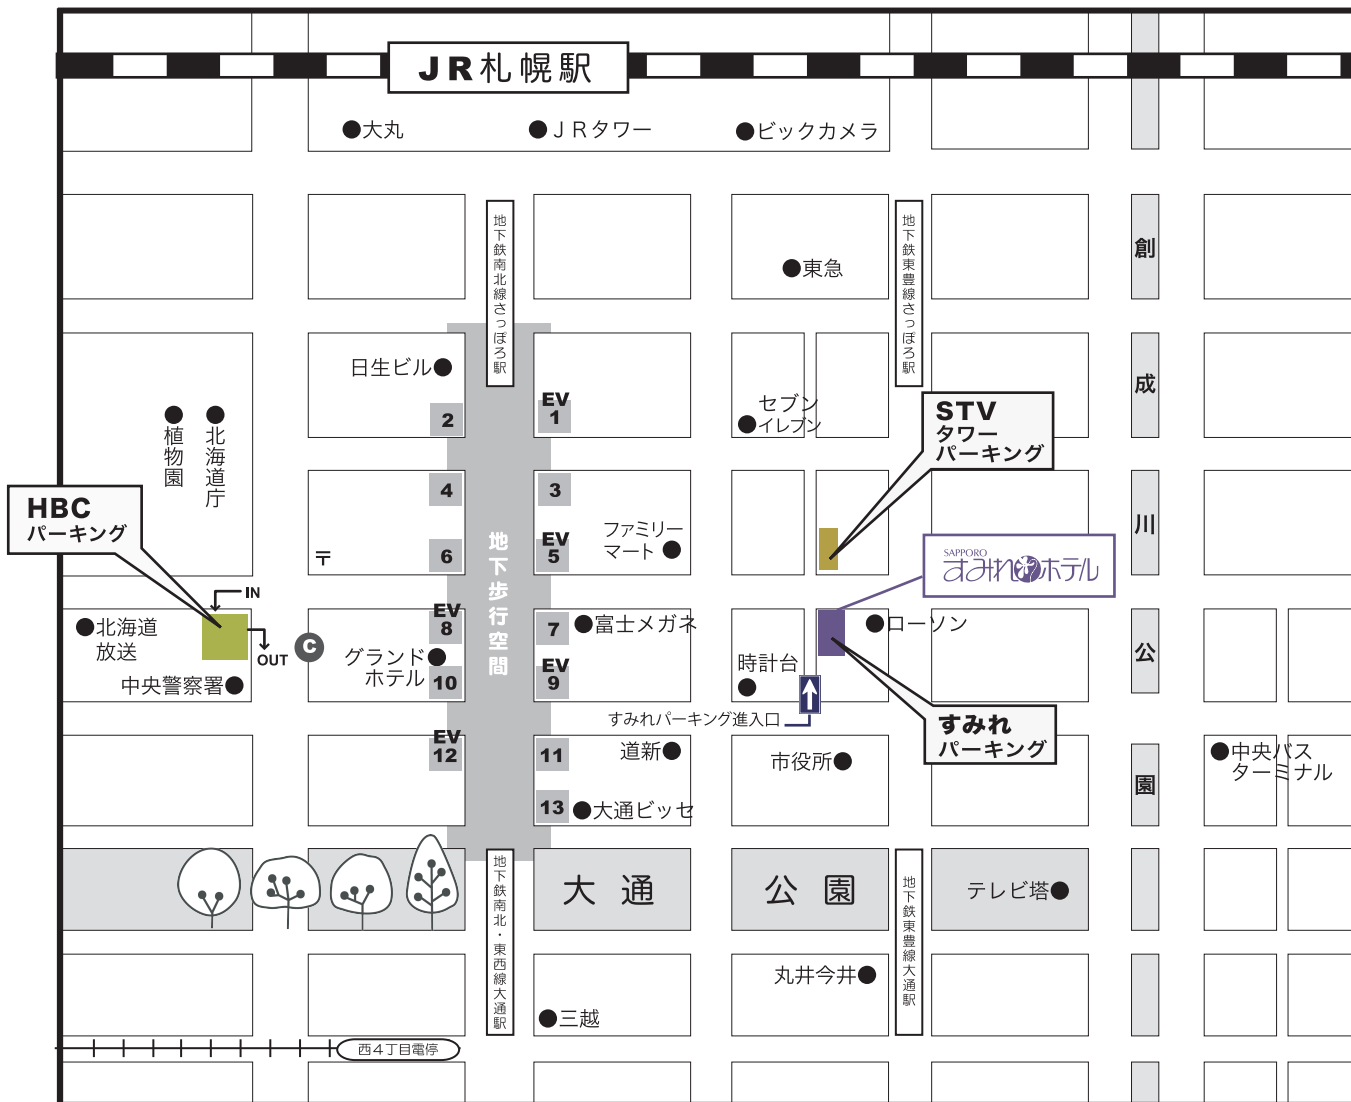 JR札幌駅
大丸
JRタワー
ビックカメラ
地下鉄南北線さっぽろ駅
地下鉄東豊線さっぽろ駅
東急
創成川公園
日生ビル
2
EV
1
セブン
イレブン
STV
タワー
パーキング
植物園
北海道庁
4
3
HBC
パーキング
〒
6
EV
5
ファミリー
マート
地下歩行空間
SAPPORO
すみれホテル
IN
OUT
北海道
放送
中央警察署
C
EV
8
グランド
ホテル
10
7
富士メガネ
EV
9
時計台
ローソン
すみれパーキング進入口
すみれ
パーキング
EV
12
11
道新
市役所
中央バス
ターミナル
13
大通ビッセ
大通
公園
テレビ塔
地下鉄南北・東西線大通駅
地下鉄東豊線大通駅
丸井今井
三越
西4丁目電停